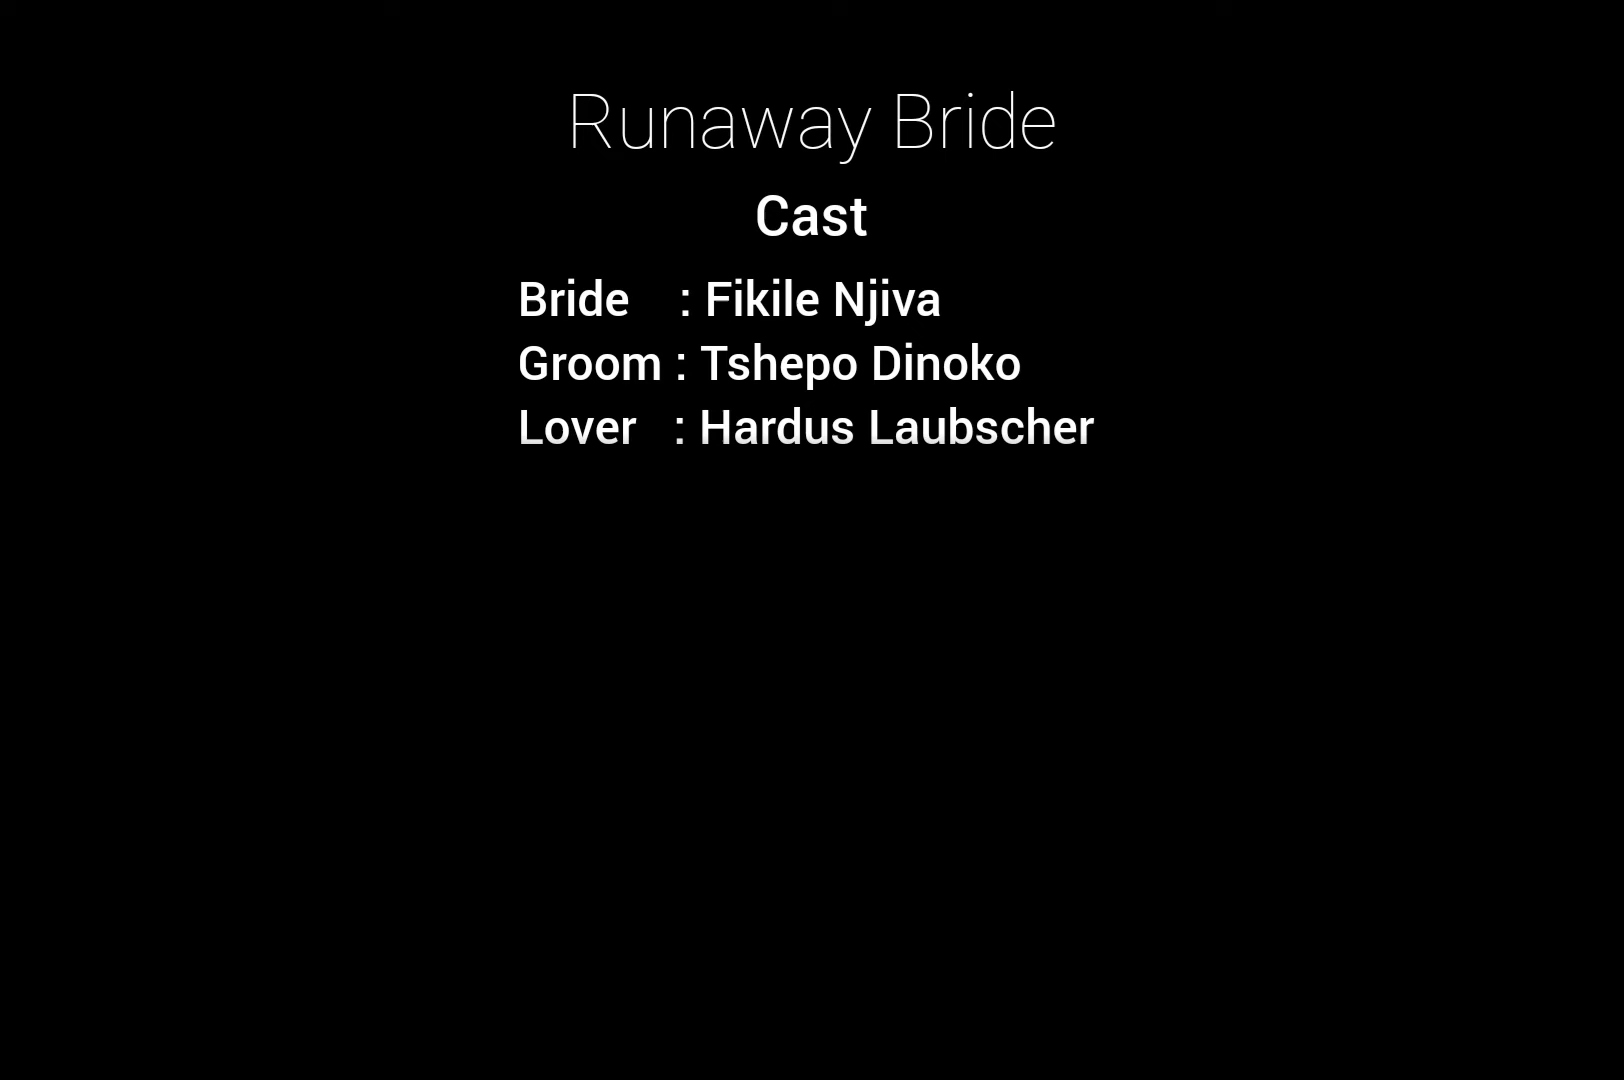 Runaway Bride
Cast
Bride : Fikile Njiva
Groom : Tshepo Dinoko
Lover : Hardus Laubscher